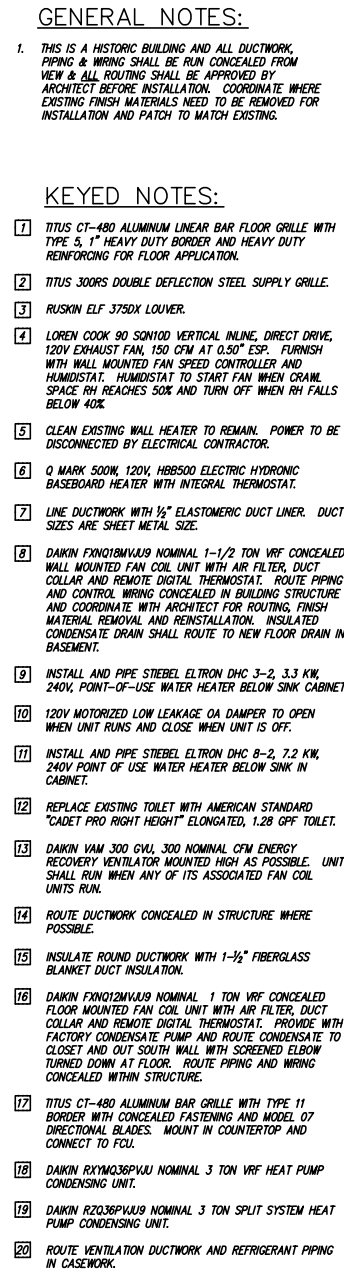 GENERAL NOTES:
1. THIS IS A HISTORIC BUILDING AND ALL DUCTWORK,
PIPING & WIRING SHALL BE RUN CONCEALED FROM
VIEW & ALL ROUTING SHALL BE APPROVED BY
ARCHITECT BEFORE INSTALLATION. COORDINATE WHERE
EXISTING FINISH MATERIALS NEED TO BE REMOVED FOR
INSTALLATION AND PATCH TO MATCH EXISTING.
KEYED NOTES:
1 TITUS CT-480 ALUMINUM LINEAR BAR FLOOR GRILLE WITH
TYPE 5, 1" HEAVY DUTY BORDER AND HEAVY DUTY
REINFORCING FOR FLOOR APPLICATION.
2 TITUS 300RS DOUBLE DEFLECTION STEEL SUPPLY GRILLE.
3 RUSKIN ELF 375DX LOUVER.
4 LOREN COOK 90 SQN10D VERTICAL INLINE, DIRECT DRIVE,
120V EXHAUST FAN, 150 CFM AT 0.50" ESP. FURNISH
WITH WALL MOUNTED FAN SPEED CONTROLLER AND
HUMIDISTAT. HUMIDISTAT TO START FAN WHEN CRAWL
SPACE RH REACHES 50% AND TURN OFF WHEN RH FALLS
BELOW 40%.
5 CLEAN EXISTING WALL HEATER TO REMAIN. POWER TO BE
DISCONNECTED BY ELECTRICAL CONTRACTOR.
6 Q MARK 500W, 120V, HBB500 ELECTRIC HYDRONIC
BASEBOARD HEATER WITH INTEGRAL THERMOSTAT.
7 LINE DUCTWORK WITH ½" ELASTOMERIC DUCT LINER. DUCT
SIZES ARE SHEET METAL SIZE.
8 DAIKIN FXNQ18MVJU9 NOMINAL 1-1/2 TON VRF CONCEALED
WALL MOUNTED FAN COIL UNIT WITH AIR FILTER, DUCT
COLLAR AND REMOTE DIGITAL THERMOSTAT. ROUTE PIPING
AND CONTROL WIRING CONCEALED IN BUILDING STRUCTURE
AND COORDINATE WITH ARCHITECT FOR ROUTING, FINISH
MATERIAL REMOVAL AND REINSTALLATION. INSULATED
CONDENSATE DRAIN SHALL ROUTE TO NEW FLOOR DRAIN IN
BASEMENT.
9 INSTALL AND PIPE STIEBEL ELTRON DHC 3-2, 3.3 KW,
240V, POINT-OF-USE WATER HEATER BELOW SINK CABINET
10 120V MOTORIZED LOW LEAKAGE OA DAMPER TO OPEN
WHEN UNIT RUNS AND CLOSE WHEN UNIT IS OFF.
11 INSTALL AND PIPE STIEBEL ELTRON DHC 8-2, 7.2 KW,
240V POINT OF USE WATER HEATER BELOW SINK IN
CABINET.
12 REPLACE EXISTING TOILET WITH AMERICAN STANDARD
"CADET PRO RIGHT HEIGHT" ELONGATED, 1.28 GPF TOILET.
13 DAIKIN VAM 300 GVU, 300 NOMINAL CFM ENERGY
RECOVERY VENTILATOR MOUNTED HIGH AS POSSIBLE. UNIT
SHALL RUN WHEN ANY OF ITS ASSOCIATED FAN COIL
UNITS RUN.
14 ROUTE DUCTWORK CONCEALED IN STRUCTURE WHERE
POSSIBLE.
15 INSULATE ROUND DUCTWORK WITH 1-½" FIBERGLASS
BLANKET DUCT INSULATION.
16 DAIKIN FXNQ12MVJU9 NOMINAL 1 TON VRF CONCEALED
FLOOR MOUNTED FAN COIL UNIT WITH AIR FILTER, DUCT
COLLAR AND REMOTE DIGITAL THERMOSTAT. PROVIDE WITH
FACTORY CONDENSATE PUMP AND ROUTE CONDENSATE TO
CLOSET AND OUT SOUTH WALL WITH SCREENED ELBOW
TURNED DOWN AT FLOOR. ROUTE PIPING AND WIRING
CONCEALED WITHIN STRUCTURE.
17 TITUS CT-480 ALUMINUM BAR GRILLE WITH TYPE 11
BORDER WITH CONCEALED FASTENING AND MODEL 07
DIRECTIONAL BLADES. MOUNT IN COUNTERTOP AND
CONNECT TO FCU.
18 DAIKIN RXYMQ36PVJU NOMINAL 3 TON VRF HEAT PUMP
CONDENSING UNIT.
19 DAIKIN RZQ36PVJU9 NOMINAL 3 TON SPLIT SYSTEM HEAT
PUMP CONDENSING UNIT.
20 ROUTE VENTILATION DUCTWORK AND REFRIGERANT PIPING
IN CASEWORK.